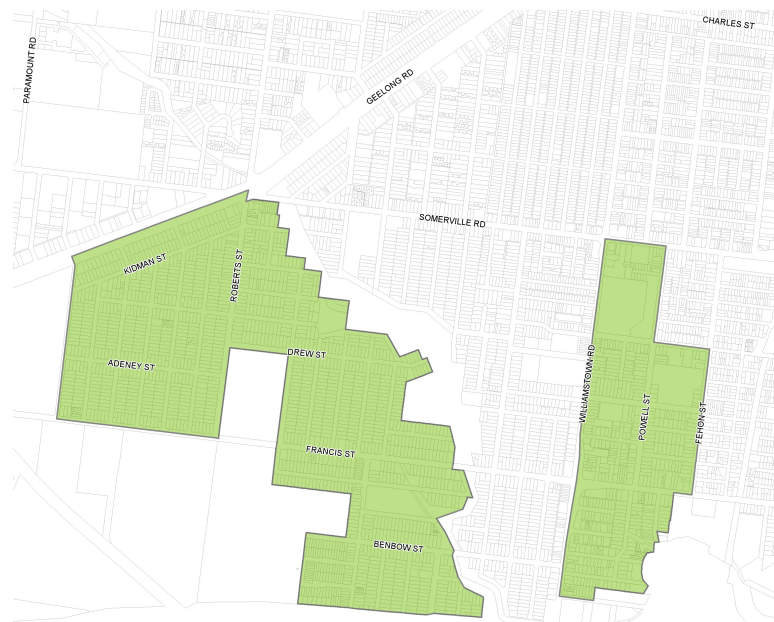 CHARLES ST
PARAMOUNT RD
GEELONG RD
SOMERVILLE RD
KIDMAN ST
ROBERTS ST
DREW ST
ADENEY ST
WILLIAMSTOWN RD
POWELL ST
FEHON ST
FRANCIS ST
BENBOW ST